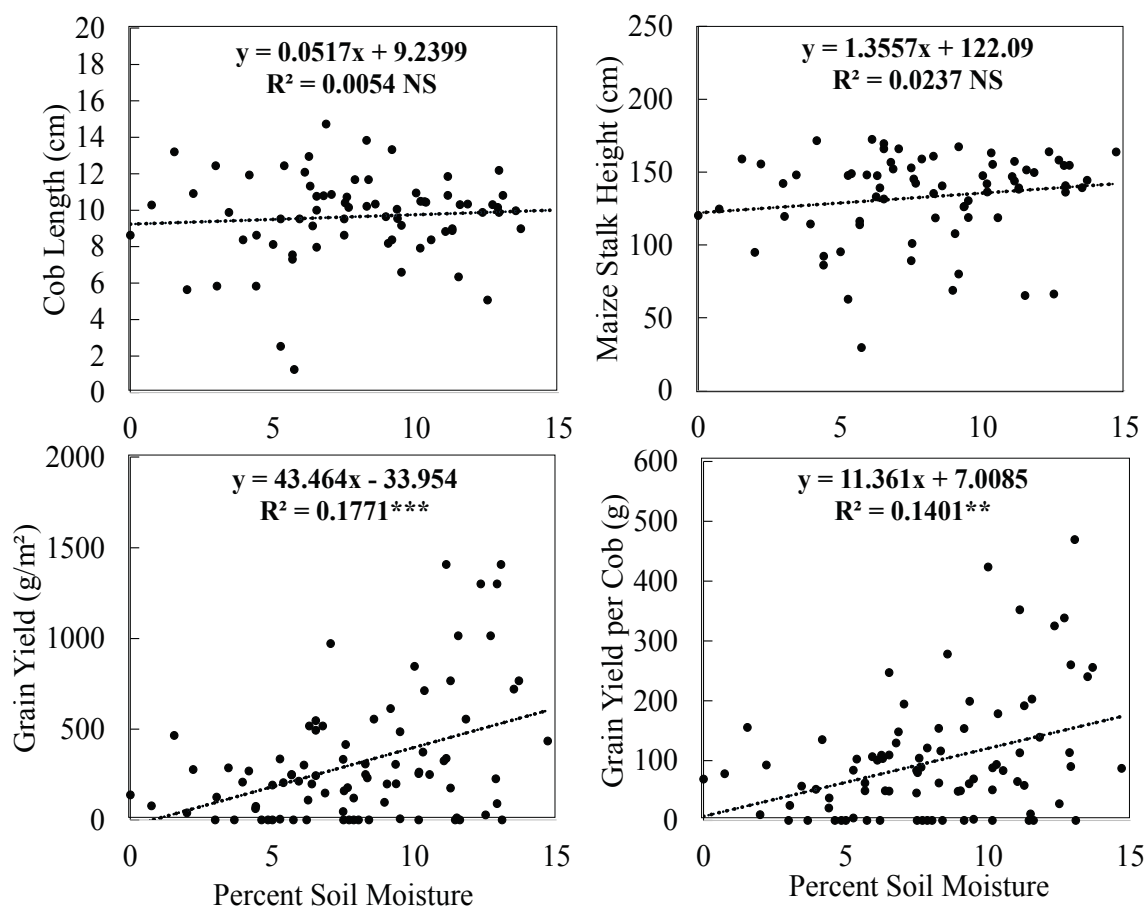 y = 0.0517x + 9.2399
R² = 0.0054 NS
Cob Length (cm)
20
18
16
14
12
10
8
6
4
2
0
0 5 10 15
y = 1.3557x + 122.09
R² = 0.0237 NS
Maize Stalk Height (cm)
250
200
150
100
50
0
0 5 10 15
y = 43.464x - 33.954
R² = 0.1771***
Grain Yield (g/m²)
2000
1500
1000
500
0
0 5 10 15
Percent Soil Moisture
y = 11.361x + 7.0085
R² = 0.1401**
Grain Yield per Cob (g)
600
500
400
300
200
100
0
0 5 10 15
Percent Soil Moisture